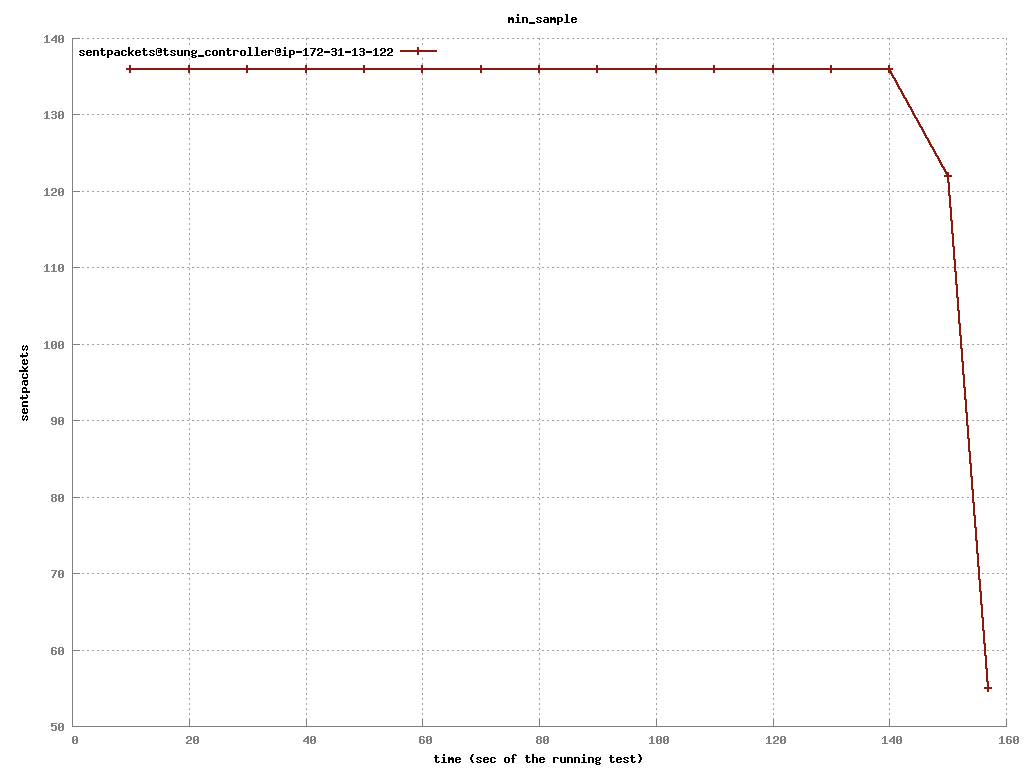 min_sample
140
sentpackets@tsung_controller@ip-172-31-13-122
130
120
110
100
90
80
70
60
50
sentpackets
0 20 40 60 80 100 120 140 160
time (sec of the running test)